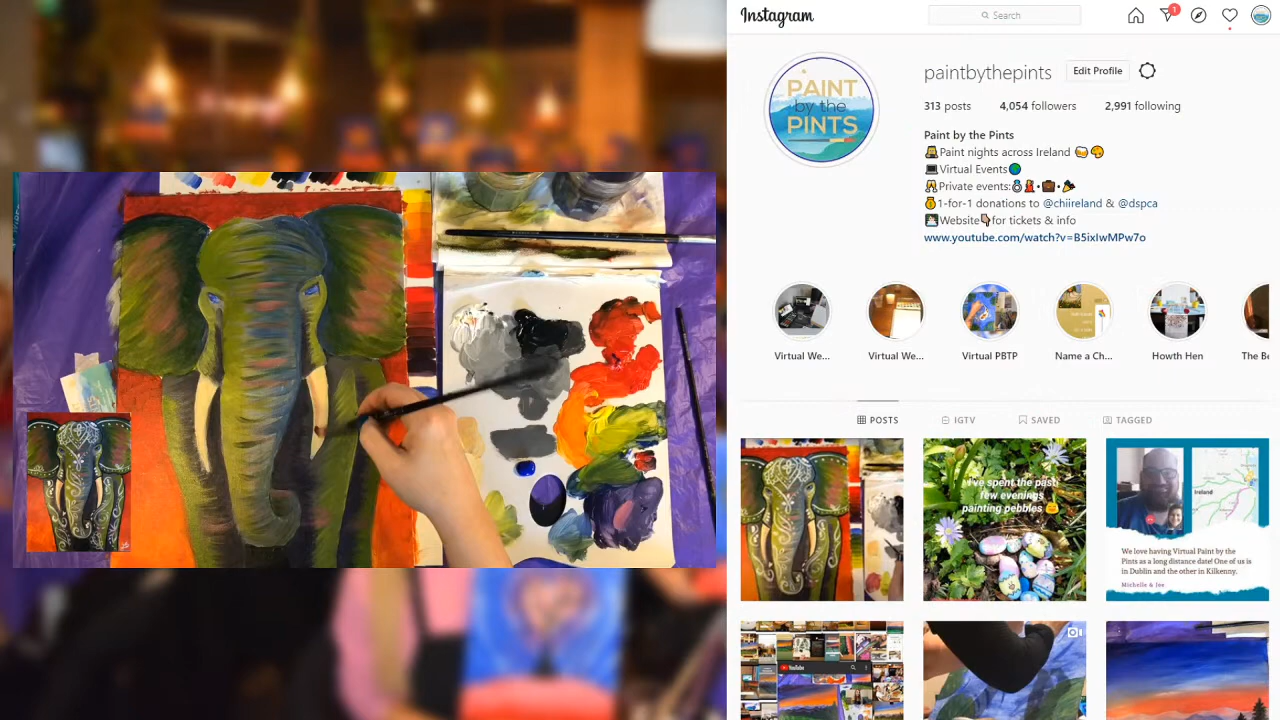 Instagram
Search
1
PAINT
by the
PINTS
paintbythepints
Edit Profile
313 posts
4,054 followers
2,991 following
Paint by the Pints
Paint nights across Ireland
Virtual Events
Private events:
1-for-1 donations to @chiireland & @dspca
Website for tickets & info
www.youtube.com/watch?v=B5ixIwMPw7o
Virtual We...
Virtual We...
Virtual PBTP
Name a Ch...
Howth Hen
The Be
POSTS
IGTV
SAVED
TAGGED
I've spent the past
few evenings
painting pebbles
Ireland
We love having Virtual Paint by the
Pints as a long distance date! One of us is
in Dublin and the other in Kilkenny.
Michelle & Joe
YouTube